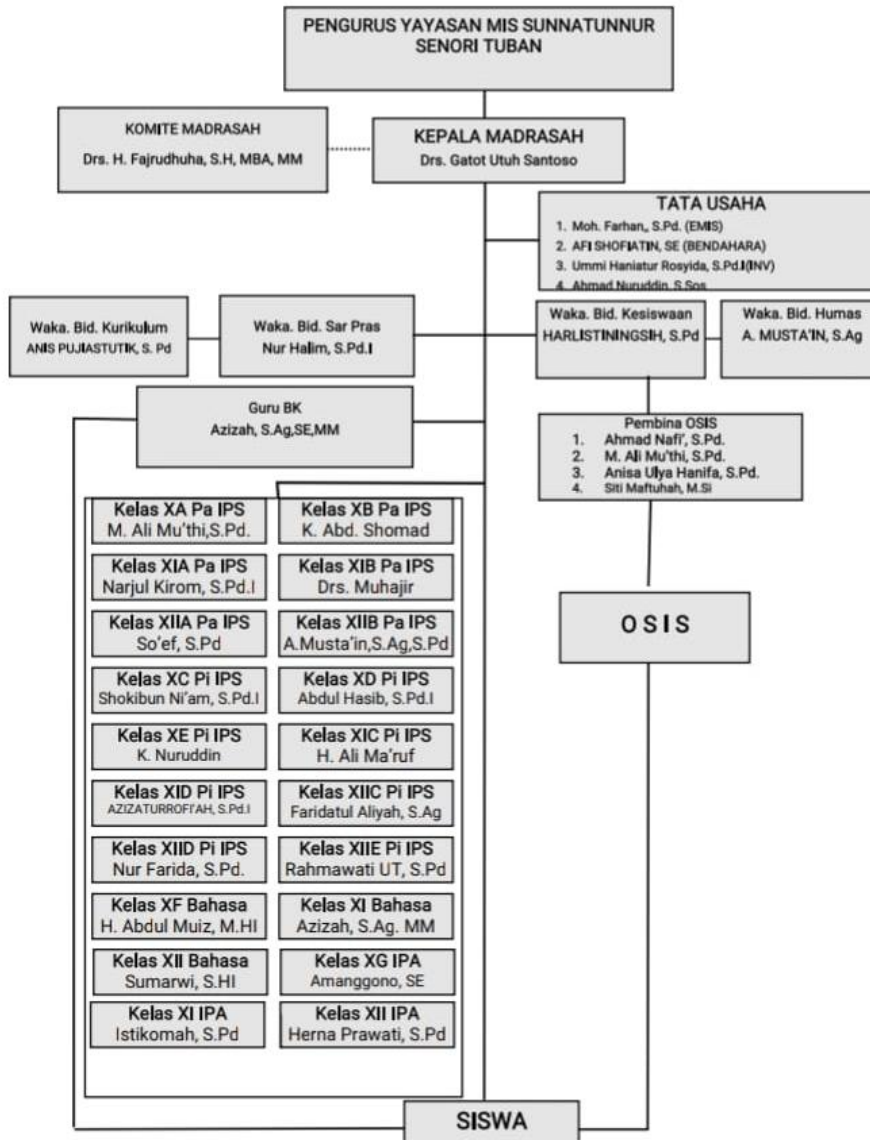 PENGURUS YAYASAN MIS SUNNATUNNUR
SENORI TUBAN
KOMITE MADRASAH
Drs. H. Fajrudhuha, S.H, MBA, MM
KEPALA MADRASAH
Drs. Gatot Utuh Santoso
TATA USAHA
1. Moh. Farhan,, S.Pd. (EMIS)
2. AFI SHOFIATIN, SE (BENDAHARA)
3. Ummi Haniatur Rosyida, S.Pd.I(INV)
4. Ahmad Nuruddin, S.Sos
Waka. Bid. Kurikulum
ANIS PUJIASTUTIK, S. Pd
Waka. Bid. Sar Pras
Nur Halim, S.Pd.I
Waka. Bid. Kesiswaan
HARLISTININGSIH, S.Pd
Waka. Bid. Humas
A. MUSTA'IN, S.Ag
Guru BK
Azizah, S.Ag,SE,MM
Pembina OSIS
1. Ahmad Nafi', S.Pd.
2. M. Ali Mu'thi, S.Pd.
3. Anisa Ulya Hanifa, S.Pd.
4. Siti Maftuhah, M.Si
Kelas XA Pa IPS
M. Ali Mu'thi,S.Pd.
Kelas XB Pa IPS
K. Abd. Shomad
Kelas XIA Pa IPS
Narjul Kirom, S.Pd.I
Kelas XIB Pa IPS
Drs. Muhajir
Kelas XIIA Pa IPS
So'ef, S.Pd
Kelas XIIB Pa IPS
A.Musta'in,S.Ag,S.Pd
OSIS
Kelas XC Pi IPS
Shokibun Ni'am, S.Pd.I
Kelas XD Pi IPS
Abdul Hasib, S.Pd.I
Kelas XE Pi IPS
K. Nuruddin
Kelas XIC Pi IPS
H. Ali Ma'ruf
Kelas XID Pi IPS
AZIZATURROFI'AH, S.Pd.I
Kelas XIIC Pi IPS
Faridatul Aliyah, S.Ag
Kelas XIID Pi IPS
Nur Farida, S.Pd.
Kelas XIIE Pi IPS
Rahmawati UT, S.Pd
Kelas XF Bahasa
H. Abdul Muiz, M.HI
Kelas XI Bahasa
Azizah, S.Ag. MM
Kelas XII Bahasa
Sumarwi, S.HI
Kelas XG IPA
Amanggono, SE
Kelas XI IPA
Istikomah, S.Pd
Kelas XII IPA
Herna Prawati, S.Pd
SISWA